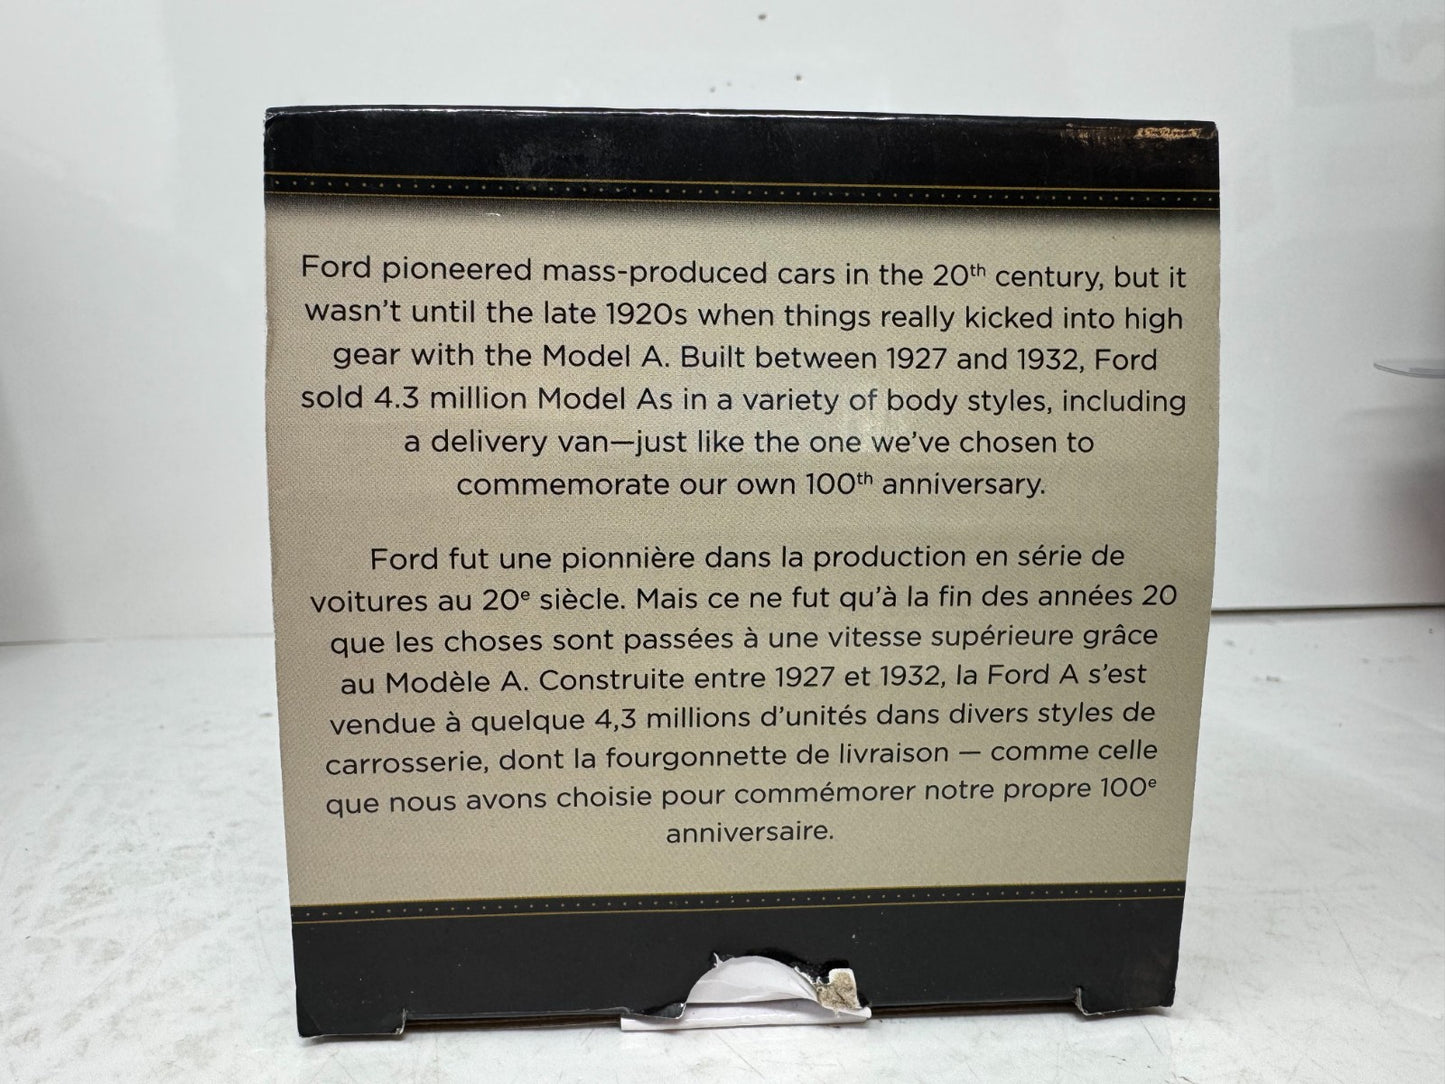 Ford pioneered mass-produced cars in the 20th century, but it
wasn't until the late 1920s when things really kicked into high
gear with the Model A. Built between 1927 and 1932, Ford
sold 4.3 million Model As in a variety of body styles, including
a delivery van—just like the one we've chosen to
commemorate our own 100th anniversary.
Ford fut une pionnière dans la production en série de
voitures au 20e siècle. Mais ce ne fut qu'à la fin des années 20
que les choses sont passées à une vitesse supérieure grâce
au Modèle A. Construite entre 1927 et 1932, la Ford A s'est
vendue à quelque 4,3 millions d'unités dans divers styles de
carrosserie, dont la fourgonnette de livraison — comme celle
que nous avons choisie pour commémorer notre propre 100e
anniversaire.